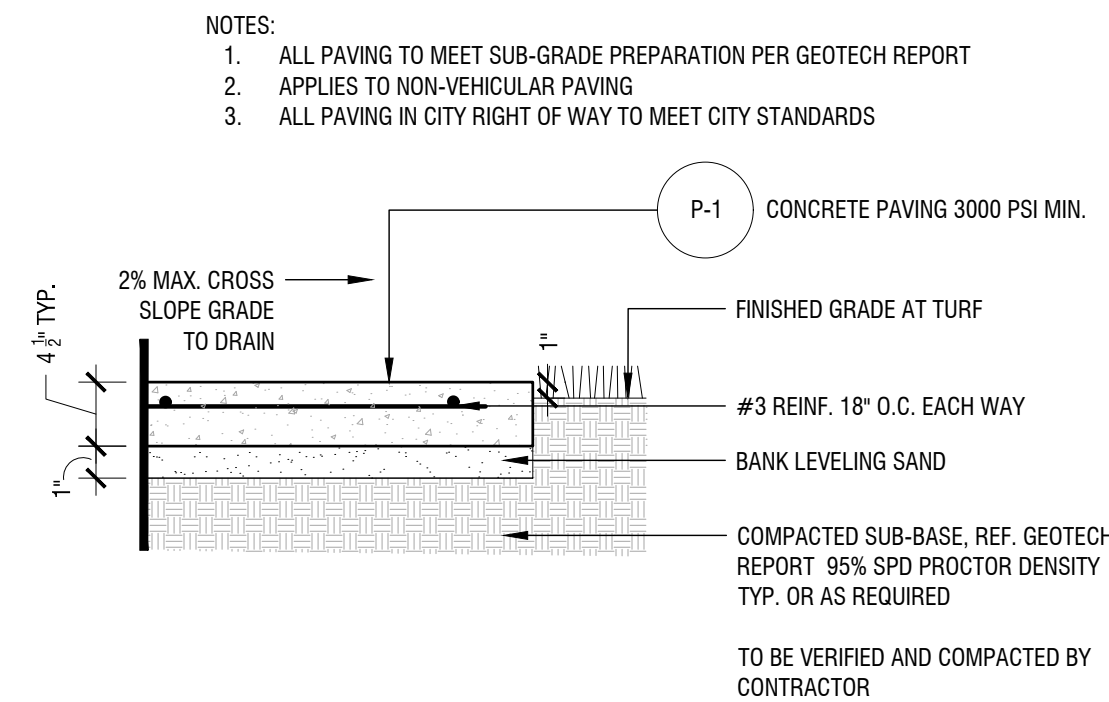 NOTES:
1. ALL PAVING TO MEET SUB-GRADE PREPARATION PER GEOTECH REPORT
2. APPLIES TO NON-VEHICULAR PAVING
3. ALL PAVING IN CITY RIGHT OF WAY TO MEET CITY STANDARDS
P-1 CONCRETE PAVING 3000 PSI MIN.
2% MAX. CROSS
SLOPE GRADE
TO DRAIN
4 1/2" TYP.
1"
1"
FINISHED GRADE AT TURF
#3 REINF. 18" O.C. EACH WAY
BANK LEVELING SAND
COMPACTED SUB-BASE, REF. GEOTECH
REPORT 95% SPD PROCTOR DENSITY
TYP. OR AS REQUIRED
TO BE VERIFIED AND COMPACTED BY
CONTRACTOR